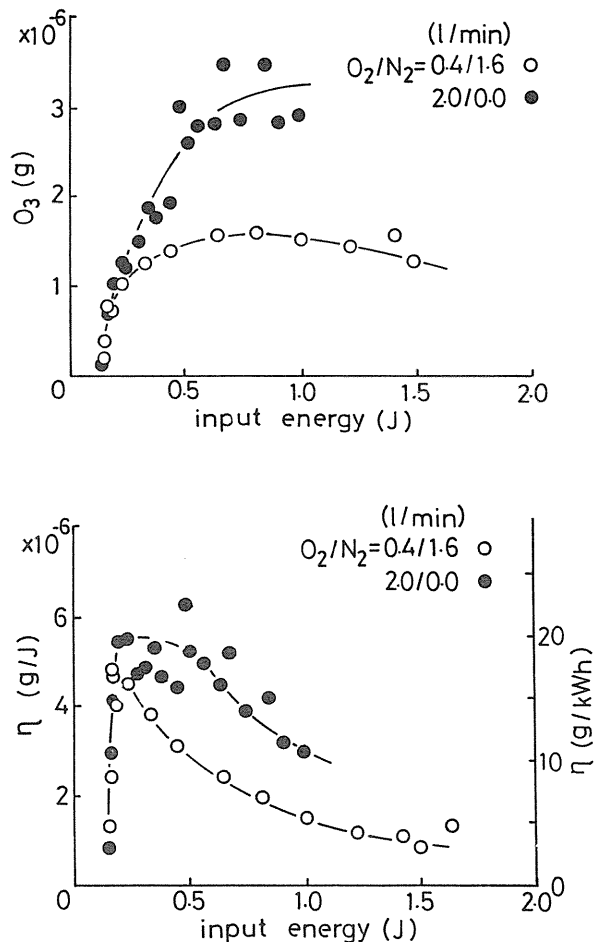 ×10⁻⁶
(l/min)
O₂/N₂=0.4/1.6 ○
2.0/0.0 ●
3
2
1
0
O₃ (g)
0 0.5 1.0 1.5 2.0
input energy (J)
×10⁻⁶
(l/min)
O₂/N₂=0.4/1.6 ○
2.0/0.0 ●
6
4
2
η (g/J)
20
10
0
η (g/kWh)
0 0.5 1.0 1.5 2.0
input energy (J)